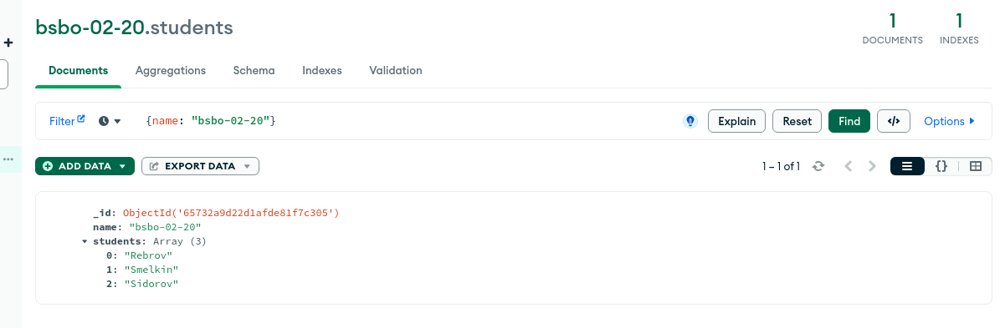 bsbo-02-20.students
1 DOCUMENTS
1 INDEXES
Documents Aggregations Schema Indexes Validation
Filter {name: "bsbo-02-20"} Explain Reset Find </> Options
ADD DATA EXPORT DATA 1 – 1 of 1 {}
_id: ObjectId('65732a9d22d1afde81f7c305')
name: "bsbo-02-20"
students: Array (3)
0: "Rebrov"
1: "Smelkin"
2: "Sidorov"